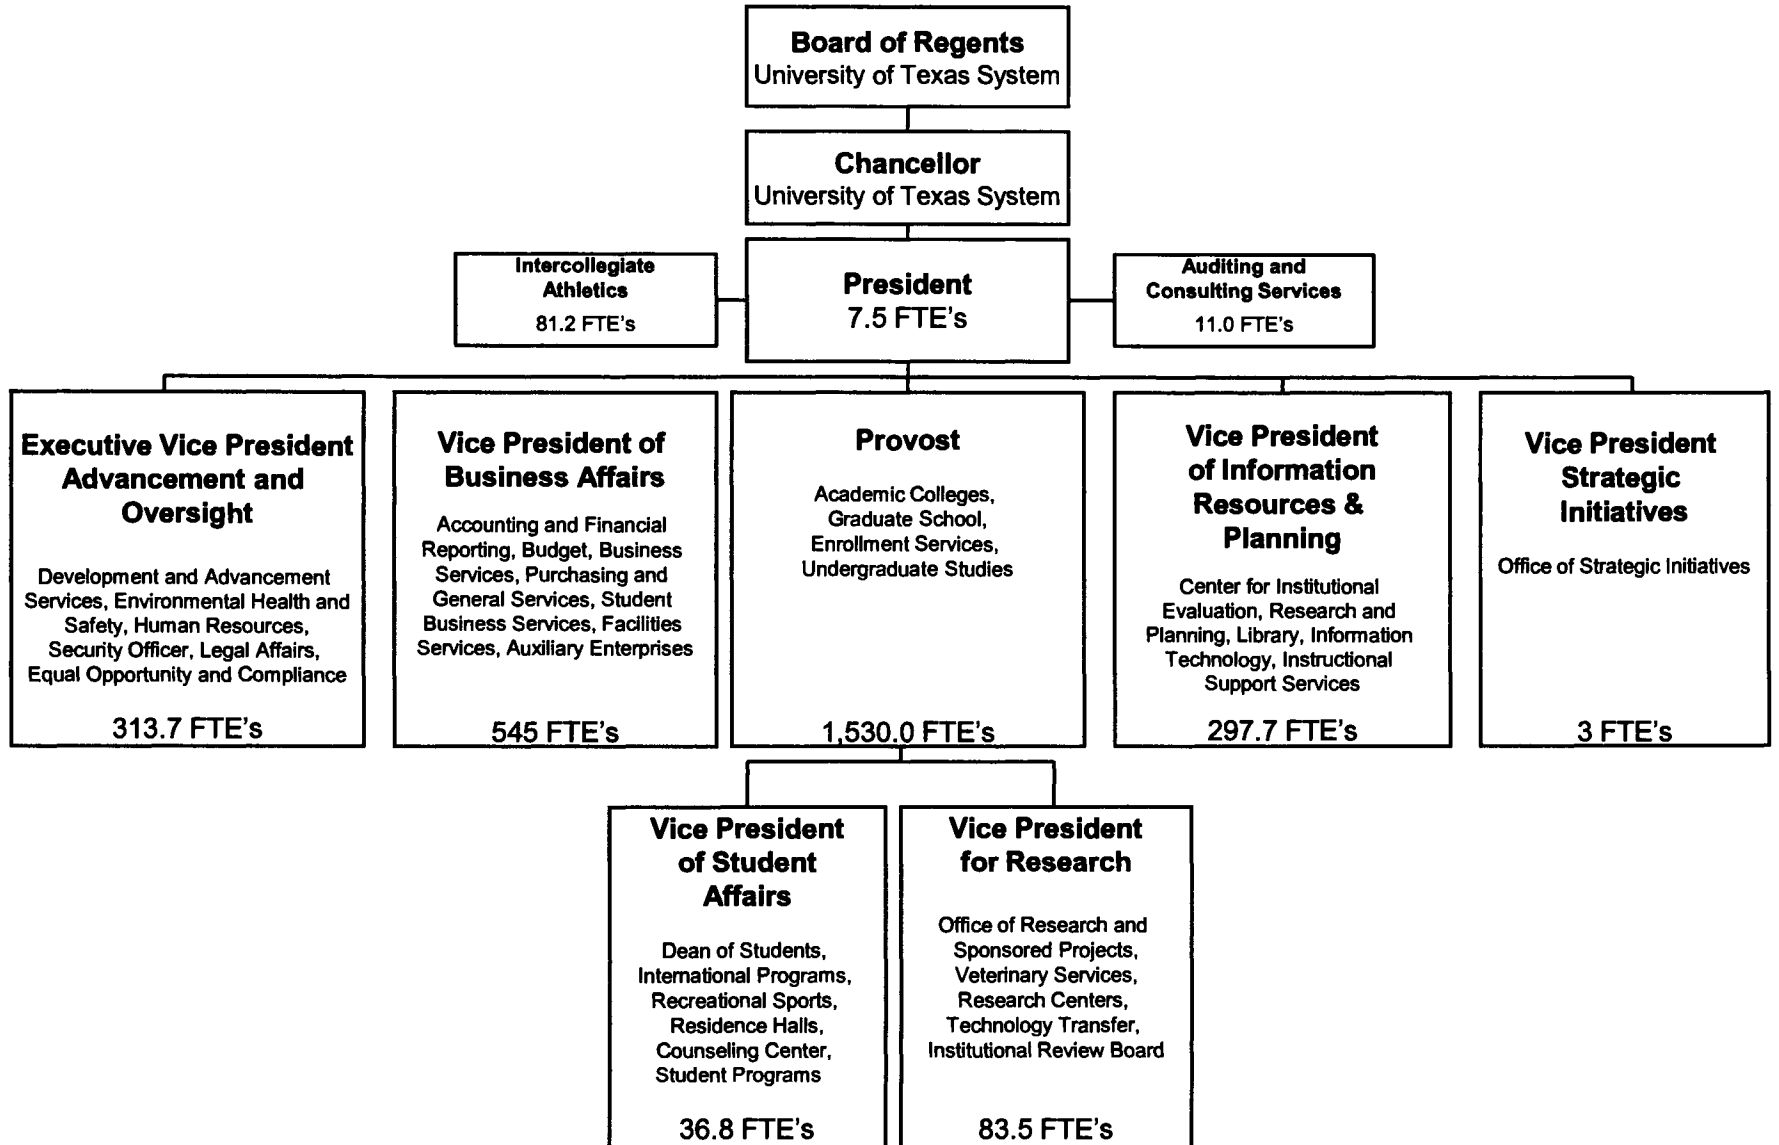 Board of Regents
University of Texas System
Chancellor
University of Texas System
Intercollegiate
Athletics
81.2 FTE's
President
7.5 FTE's
Auditing and
Consulting Services
11.0 FTE's
Executive Vice President
Advancement and
Oversight
Development and Advancement
Services, Environmental Health and
Safety, Human Resources,
Security Officer, Legal Affairs,
Equal Opportunity and Compliance
313.7 FTE's
Vice President of
Business Affairs
Accounting and Financial
Reporting, Budget, Business
Services, Purchasing and
General Services, Student
Business Services, Facilities
Services, Auxiliary Enterprises
545 FTE's
Provost
Academic Colleges,
Graduate School,
Enrollment Services,
Undergraduate Studies
1,530.0 FTE's
Vice President
of Information
Resources &
Planning
Center for Institutional
Evaluation, Research and
Planning, Library, Information
Technology, Instructional
Support Services
297.7 FTE's
Vice President
Strategic
Initiatives
Office of Strategic Initiatives
3 FTE's
Vice President
of Student
Affairs
Dean of Students,
International Programs,
Recreational Sports,
Residence Halls,
Counseling Center,
Student Programs
36.8 FTE's
Vice President
for Research
Office of Research and
Sponsored Projects,
Veterinary Services,
Research Centers,
Technology Transfer,
Institutional Review Board
83.5 FTE's